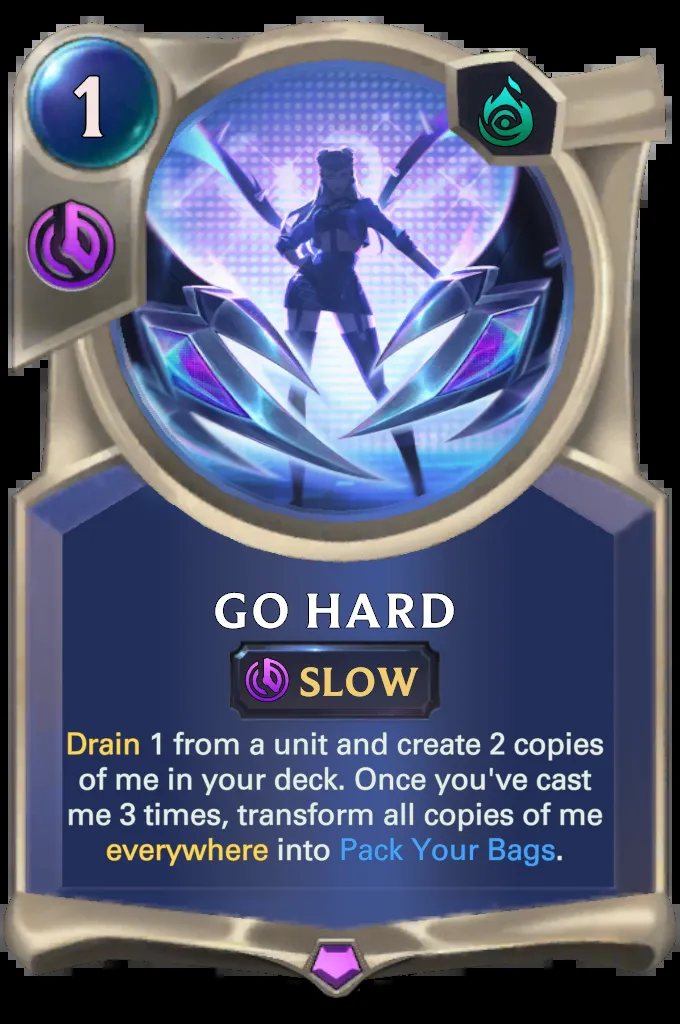 1
GO HARD
SLOW
Drain 1 from a unit and create 2 copies
of me in your deck. Once you've cast
me 3 times, transform all copies of me
everywhere into Pack Your Bags.